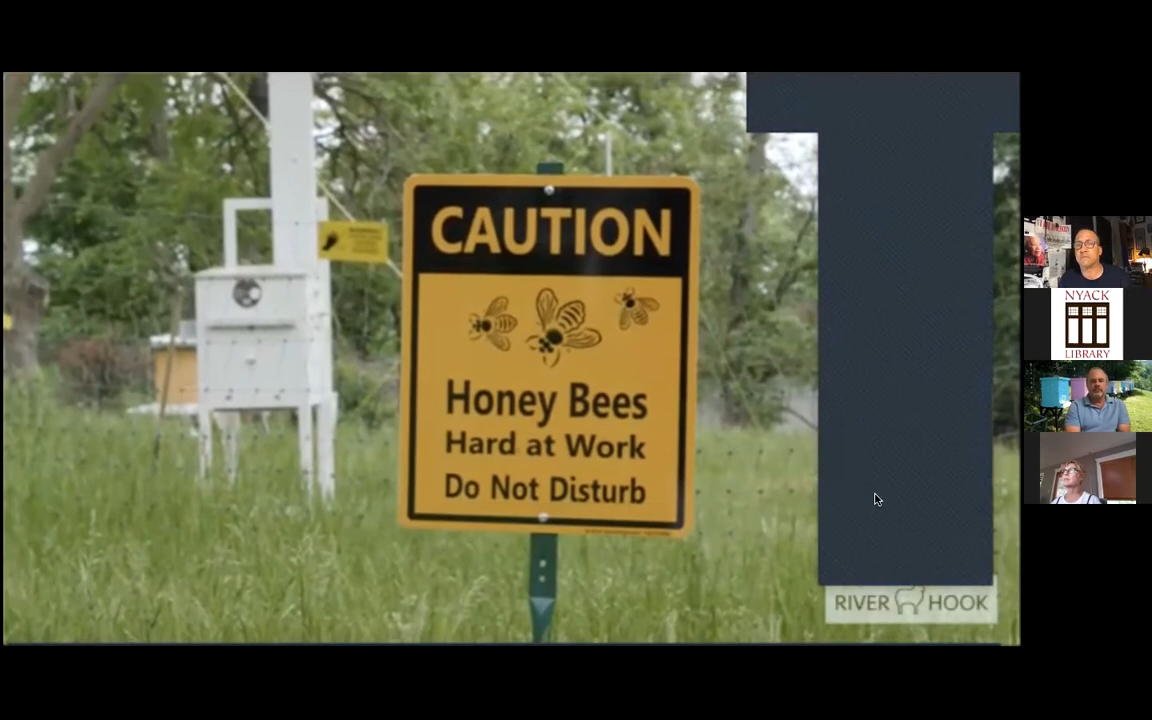 CAUTION
Honey Bees
Hard at Work
Do Not Disturb
RIVER HOOK
NYACK
LIBRARY